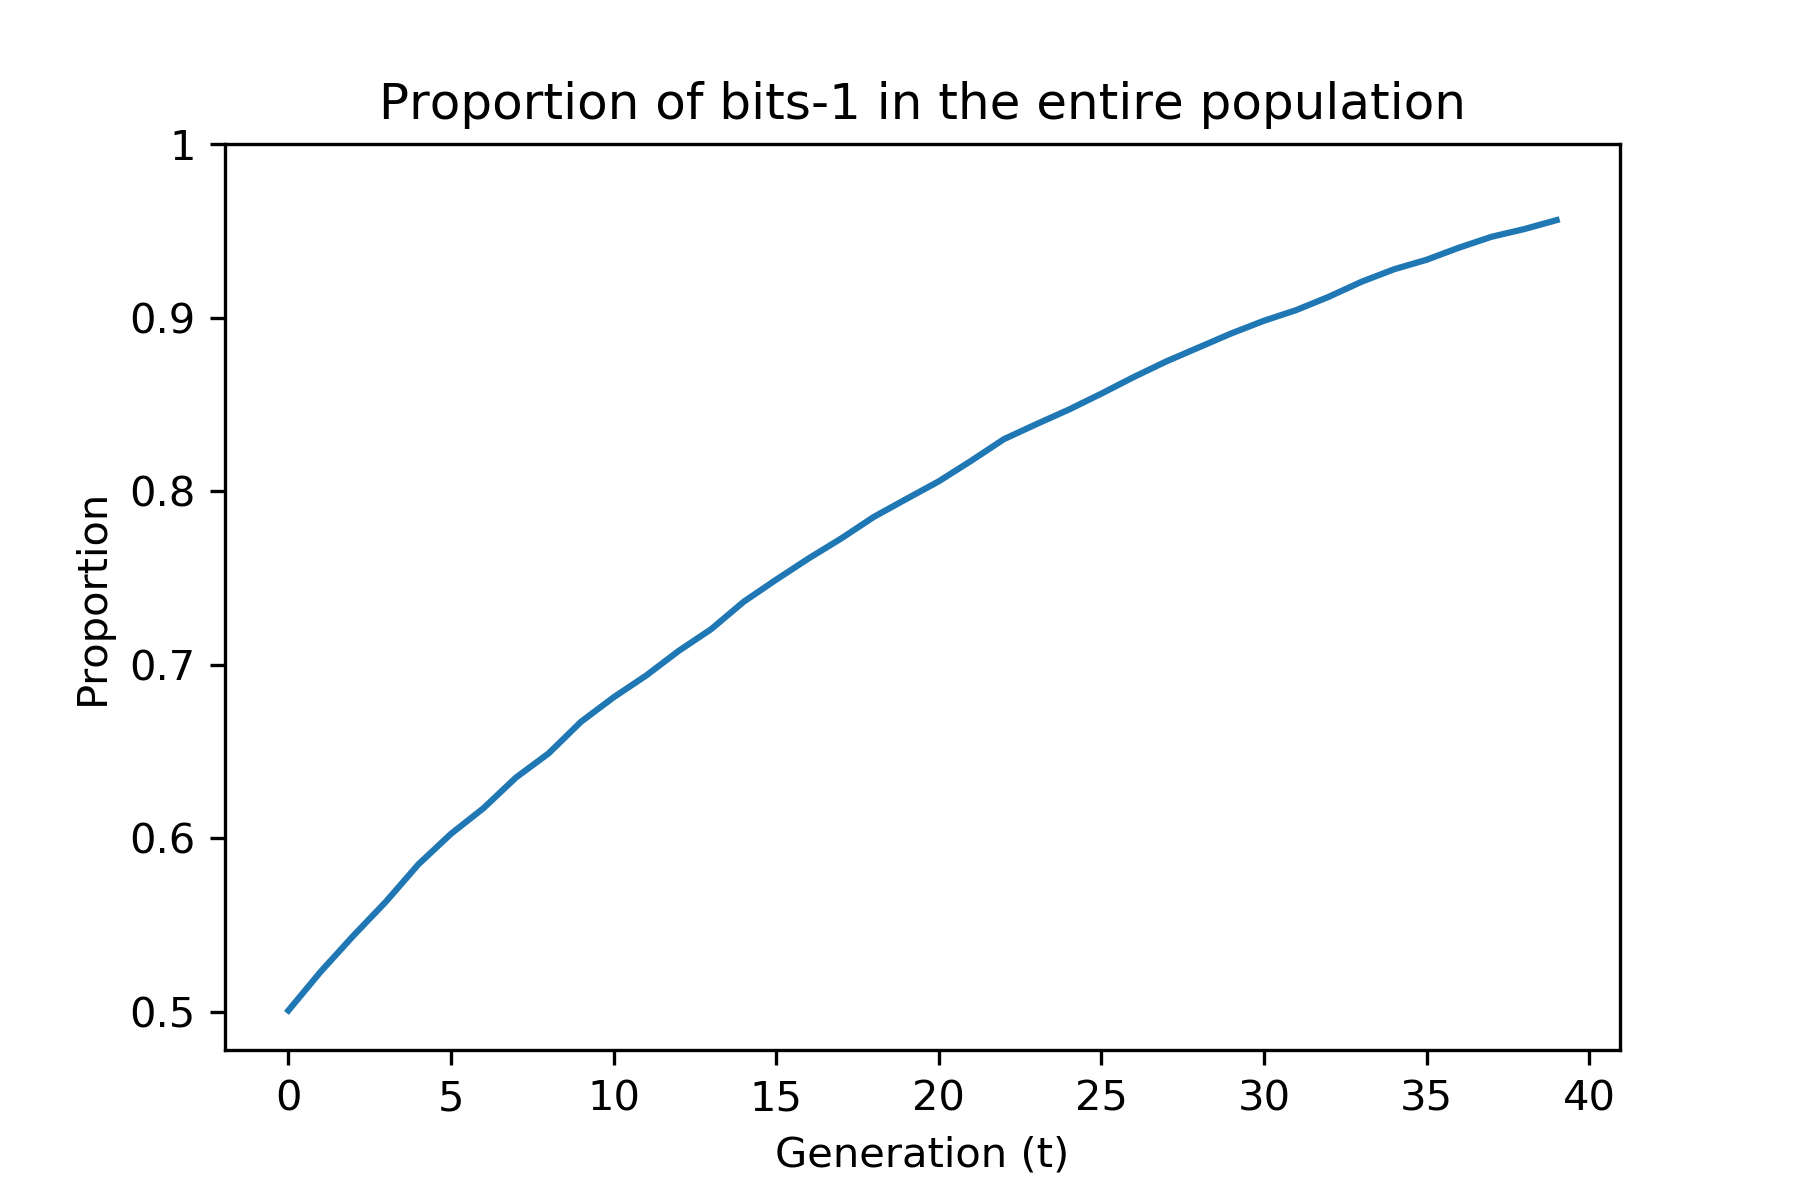 Proportion of bits-1 in the entire population
1
0.9
0.8
0.7
0.6
0.5
Proportion
0 5 10 15 20 25 30 35 40
Generation (t)